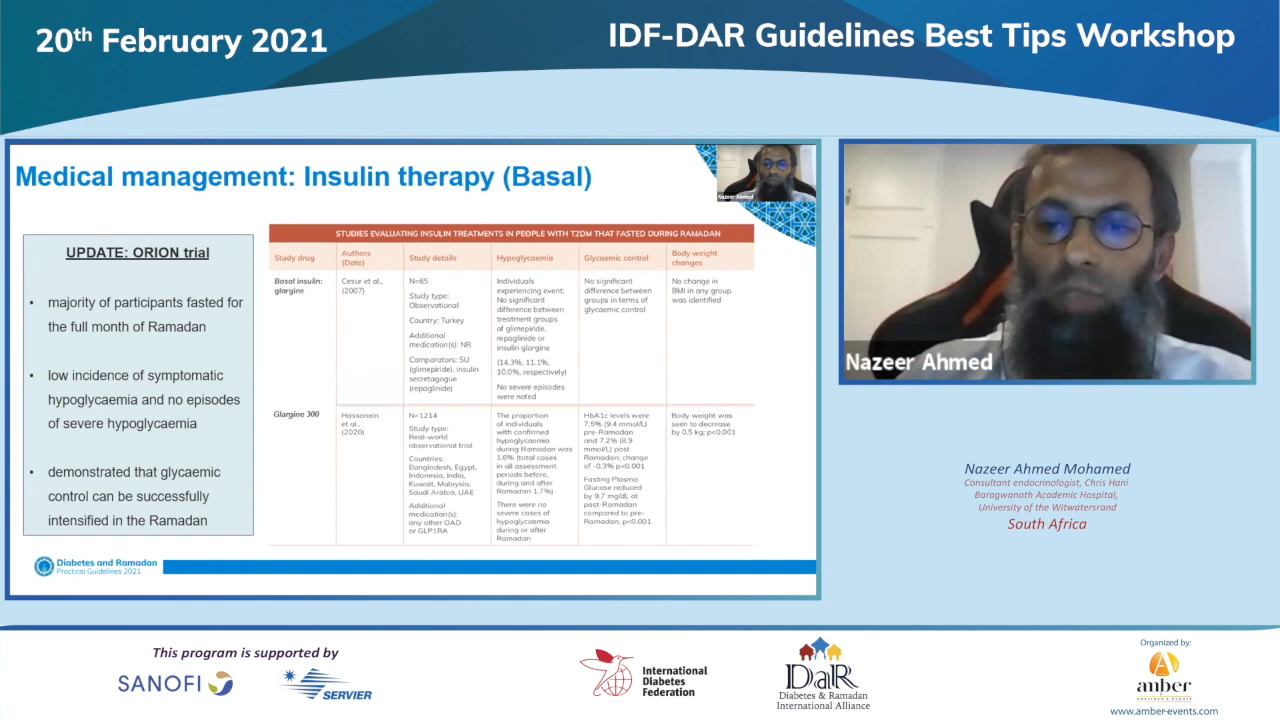 20th February 2021
IDF-DAR Guidelines Best Tips Workshop
Medical management: Insulin therapy (Basal)
Nazeer Ahmed
UPDATE: ORION trial
• majority of participants fasted for
the full month of Ramadan
• low incidence of symptomatic
hypoglycaemia and no episodes
of severe hypoglycaemia
• demonstrated that glycaemic
control can be successfully
intensified in the Ramadan
STUDIES EVALUATING INSULIN TREATMENTS IN PEOPLE WITH T2DM THAT FASTED DURING RAMADAN
Study drug
Authors
(Date)
Study details
Hypoglycaemia
Glycaemic control
Body weight
changes
Basal insulin:
glargine
Cesur et al.,
(2007)
N=65
Study type:
Observational
Country: Turkey
Additional
medication(s): NR
Comparators: SU
(glimepiride), insulin
secretagogue
(repaglinide)
Individuals
experiencing event:
No significant
difference between
treatment groups
of glimepiride,
repaglinide or
insulin glargine
(14.3%, 11.1%,
10.0%, respectively)
No severe episodes
were noted
No significant
difference between
groups in terms of
glycaemic control
No change in
BMI in any group
was identified
Glargine 300
Hassanein
et al.,
(2020)
N=1214
Study type:
Real-world
observational trial
Countries:
Bangladesh, Egypt,
Indonesia, India,
Kuwait, Malaysia,
Saudi Arabia, UAE
Additional
medication(s):
any other OAD
or GLP1RA
The proportion
of individuals
with confirmed
hypoglycaemia
during Ramadan was
1.6% (total cases
in all assessment
periods before,
during and after
Ramadan 1.7%)
There were no
severe cases of
hypoglycaemia
during or after
Ramadan
HbA1c levels were
7.5% (9.4 mmol/L)
pre-Ramadan
and 7.2% (8.9
mmol/L) post
Ramadan; change
of -0.3% p<0.001
Fasting Plasma
Glucose reduced
by 9.7 mg/dL at
post-Ramadan
compared to pre-
Ramadan; p<0.001
Body weight was
seen to decrease
by 0.5 kg; p<0.001
Diabetes and Ramadan
Practical Guidelines 2021
Nazeer Ahmed
Nazeer Ahmed Mohamed
Consultant endocrinologist, Chris Hani
Baragwanath Academic Hospital,
University of the Witwatersrand
South Africa
This program is supported by
SANOFI
SERVIER
International
Diabetes
Federation
DaR
Diabetes & Ramadan
International Alliance
Organized by:
anber
www.amber-events.com